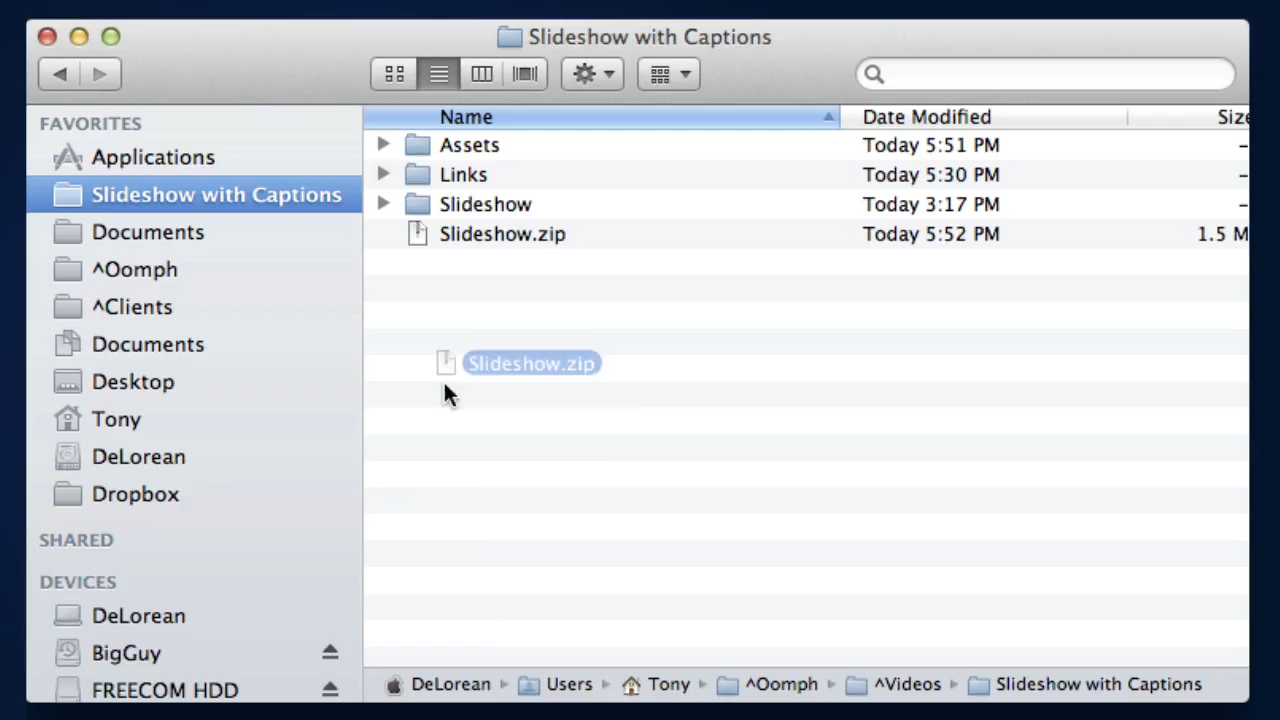 Slideshow with Captions
FAVORITES
Applications
Slideshow with Captions
Documents
^Oomph
^Clients
Documents
Desktop
Tony
DeLorean
Dropbox
SHARED
DEVICES
DeLorean
BigGuy
FREECOM HDD
Name Date Modified Size
Assets Today 5:51 PM --
Links Today 5:30 PM --
Slideshow Today 3:17 PM --
Slideshow.zip Today 5:52 PM 1.5 M
Slideshow.zip
DeLorean Users Tony ^Oomph ^Videos Slideshow with Captions